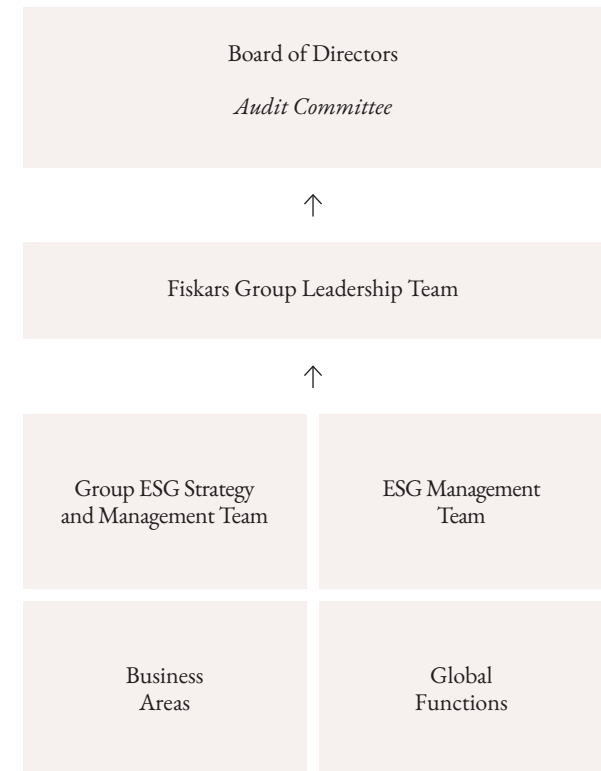 Board of Directors
Audit Committee
↑
Fiskars Group Leadership Team
↑
Group ESG Strategy
and Management Team
ESG Management
Team
Business
Areas
Global
Functions